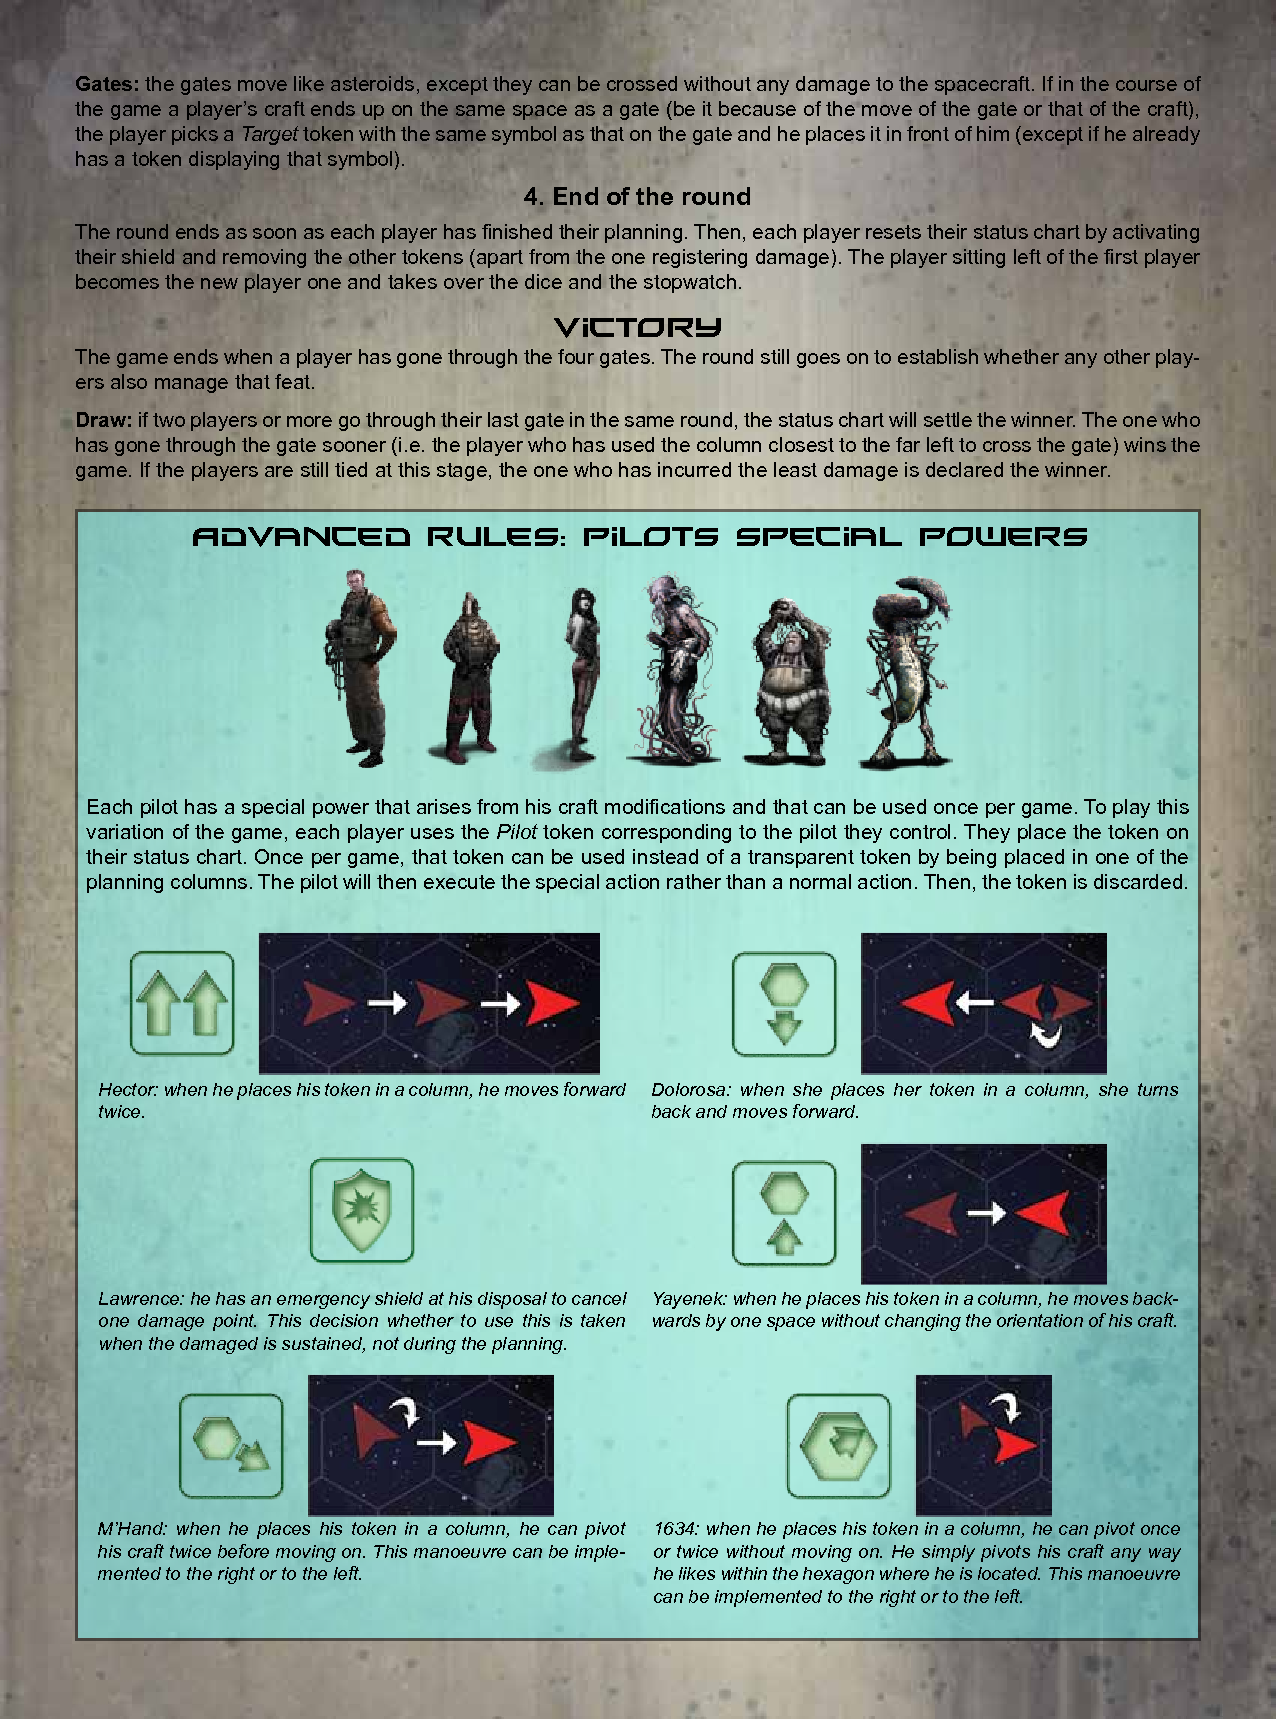 Gates: the gates move like asteroids, except they can be crossed without any damage to the spacecraft. If in the course of
the game a player's craft ends up on the same space as a gate (be it because of the move of the gate or that of the craft),
the player picks a Target token with the same symbol as that on the gate and he places it in front of him (except if he already
has a token displaying that symbol).
4. End of the round
The round ends as soon as each player has finished their planning. Then, each player resets their status chart by activating
their shield and removing the other tokens (apart from the one registering damage). The player sitting left of the first player
becomes the new player one and takes over the dice and the stopwatch.
VICTORY
The game ends when a player has gone through the four gates. The round still goes on to establish whether any other play-
ers also manage that feat.
Draw: if two players or more go through their last gate in the same round, the status chart will settle the winner. The one who
has gone through the gate sooner (i.e. the player who has used the column closest to the far left to cross the gate) wins the
game. If the players are still tied at this stage, the one who has incurred the least damage is declared the winner.
ADVANCED RULES: PILOTS SPECIAL POWERS
Each pilot has a special power that arises from his craft modifications and that can be used once per game. To play this
variation of the game, each player uses the Pilot token corresponding to the pilot they control. They place the token on
their status chart. Once per game, that token can be used instead of a transparent token by being placed in one of the
planning columns. The pilot will then execute the special action rather than a normal action. Then, the token is discarded.
Hector: when he places his token in a column, he moves forward
twice.
Dolorosa: when she places her token in a column, she turns
back and moves forward.
Lawrence: he has an emergency shield at his disposal to cancel
one damage point. This decision whether to use this is taken
when the damaged is sustained, not during the planning.
Yayenek: when he places his token in a column, he moves back-
wards by one space without changing the orientation of his craft.
M'Hand: when he places his token in a column, he can pivot
his craft twice before moving on. This manoeuvre can be imple-
mented to the right or to the left.
1634: when he places his token in a column, he can pivot once
or twice without moving on. He simply pivots his craft any way
he likes within the hexagon where he is located. This manoeuvre
can be implemented to the right or to the left.